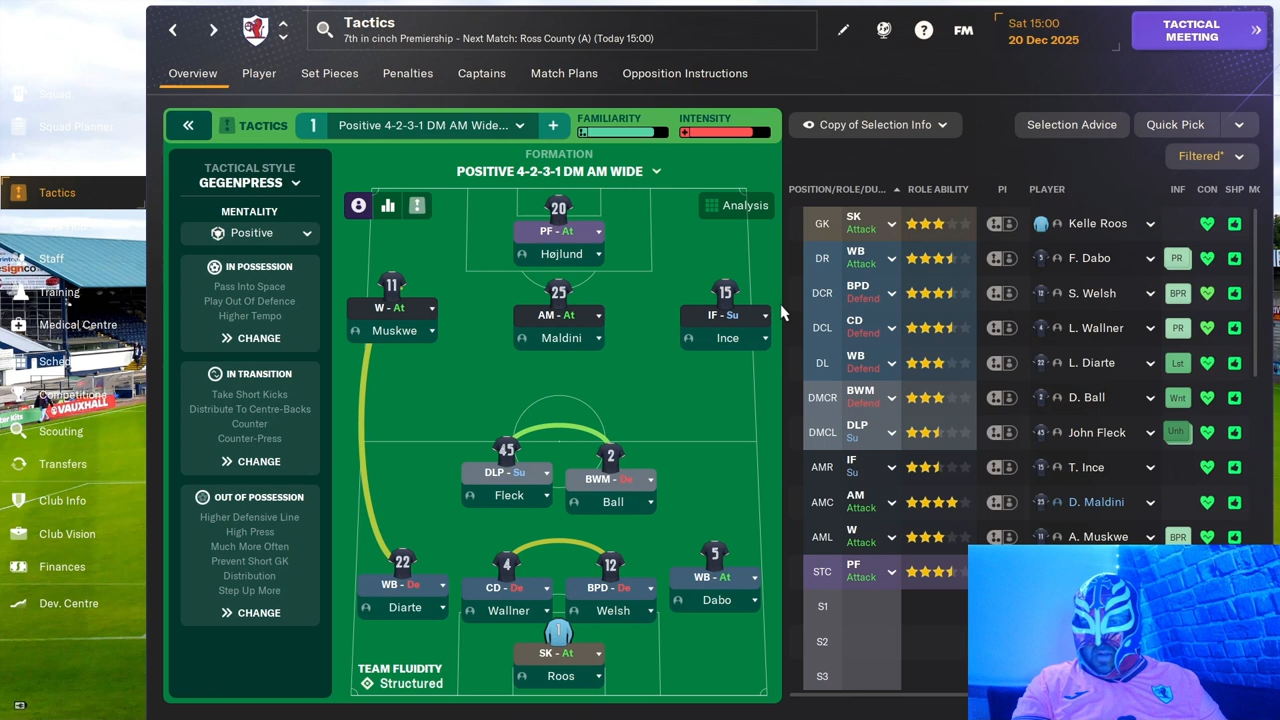 Tactics
7th in cinch Premiership - Next Match: Ross County (A) (Today 15:00)
FM
Sat 15:00
20 Dec 2025
TACTICAL
MEETING
Overview
Player
Set Pieces
Penalties
Captains
Match Plans
Opposition Instructions
Squad
Squad Planner
Tactics
Staff
Training
Medical Centre
Sched
Competitions
VAUXHALL
Scouting
Transfers
Club Info
Club Vision
Finances
Dev. Centre
TACTICS
1
Positive 4-2-3-1 DM AM Wide...
FAMILIARITY
INTENSITY
TACTICAL STYLE
GEGENPRESS
MENTALITY
Positive
IN POSSESSION
Pass Into Space
Play Out Of Defence
Higher Tempo
CHANGE
IN TRANSITION
Take Short Kicks
Distribute To Centre-Backs
Counter
Counter-Press
CHANGE
OUT OF POSSESSION
Higher Defensive Line
High Press
Much More Often
Prevent Short GK
Distribution
Step Up More
CHANGE
FORMATION
POSITIVE 4-2-3-1 DM AM WIDE
Analysis
20
PF - At
Højlund
11
W - At
Muskwe
25
AM - At
Maldini
15
IF - Su
Ince
45
DLP - Su
Fleck
2
BWM - De
Ball
22
WB - De
Diarte
4
CD - De
Wallner
12
BPD - De
Welsh
5
WB - At
Dabo
1
SK - At
Roos
TEAM FLUIDITY
Structured
Copy of Selection Info
Selection Advice
Quick Pick
Filtered*
POSITION/ROLE/DU...
ROLE ABILITY
PI
PLAYER
INF
CON
SHP
MO
GK SK Attack Kelle Roos
DR WB Attack F. Dabo PR
DCR BPD Defend S. Welsh BPR
DCL CD Defend L. Wallner PR
DL WB Defend L. Diarte Lst
DMCR BWM Defend D. Ball Wnt
DMCL DLP Su John Fleck Unh
AMR IF Su T. Ince
AMC AM Attack D. Maldini
AML W Attack A. Muskwe BPR
STC PF Attack
S1
S2
S3